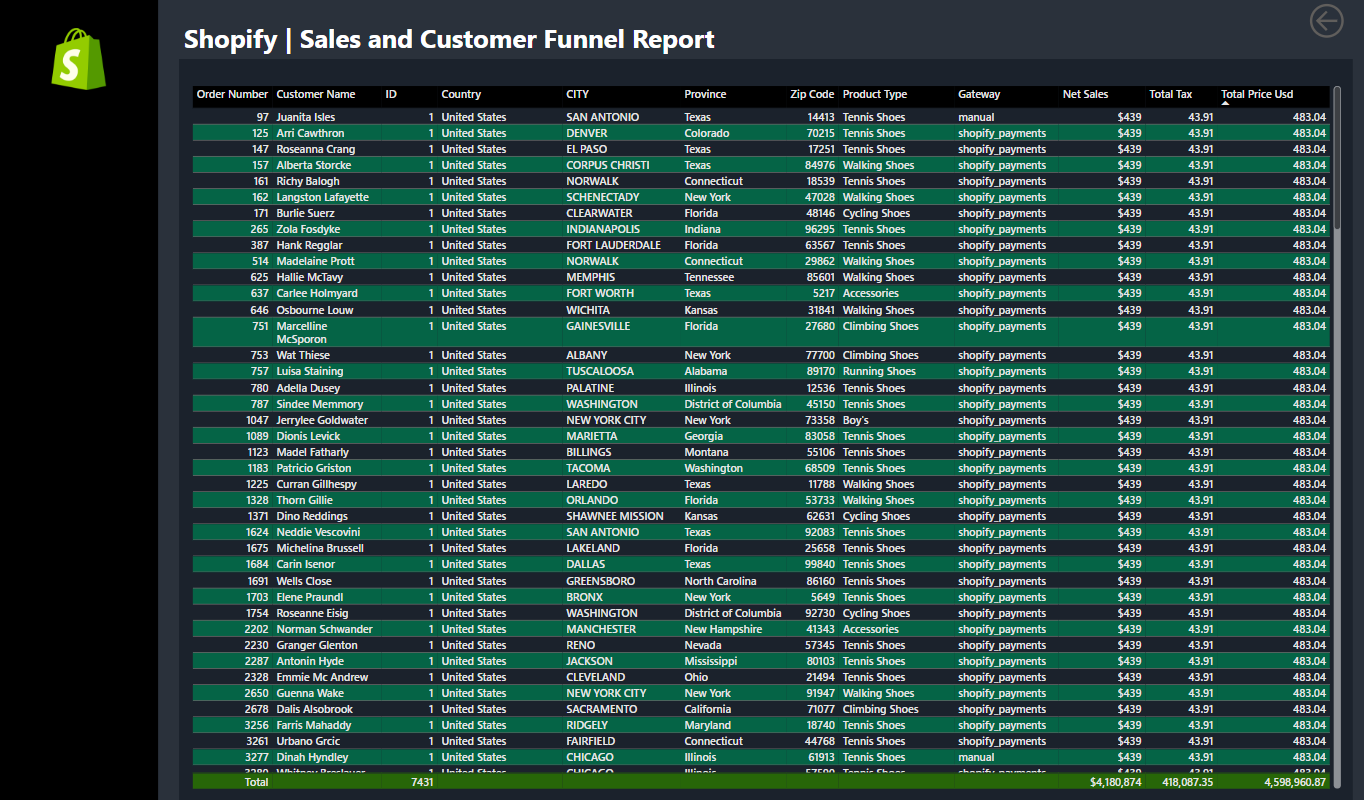 S
Shopify | Sales and Customer Funnel Report
Order Number Customer Name ID Country CITY Province Zip Code Product Type Gateway Net Sales Total Tax Total Price Usd
97 Juanita Isles 1 United States SAN ANTONIO Texas 14413 Tennis Shoes manual $439 43.91 483.04
125 Arri Cawthron 1 United States DENVER Colorado 70215 Tennis Shoes shopify_payments $439 43.91 483.04
147 Roseanna Crang 1 United States EL PASO Texas 17251 Tennis Shoes shopify_payments $439 43.91 483.04
157 Alberta Storcke 1 United States CORPUS CHRISTI Texas 84976 Walking Shoes shopify_payments $439 43.91 483.04
161 Richy Balogh 1 United States NORWALK Connecticut 18539 Tennis Shoes shopify_payments $439 43.91 483.04
162 Langston Lafayette 1 United States SCHENECTADY New York 47028 Walking Shoes shopify_payments $439 43.91 483.04
171 Burlie Suerz 1 United States CLEARWATER Florida 48146 Cycling Shoes shopify_payments $439 43.91 483.04
265 Zola Fosdyke 1 United States INDIANAPOLIS Indiana 96295 Tennis Shoes shopify_payments $439 43.91 483.04
387 Hank Regglar 1 United States FORT LAUDERDALE Florida 63567 Tennis Shoes shopify_payments $439 43.91 483.04
514 Madelaine Prott 1 United States NORWALK Connecticut 29862 Walking Shoes shopify_payments $439 43.91 483.04
625 Hallie McTavy 1 United States MEMPHIS Tennessee 85601 Walking Shoes shopify_payments $439 43.91 483.04
637 Carlee Holmyard 1 United States FORT WORTH Texas 5217 Accessories shopify_payments $439 43.91 483.04
646 Osbourne Louw 1 United States WICHITA Kansas 31841 Walking Shoes shopify_payments $439 43.91 483.04
751 Marcelline 1 United States GAINESVILLE Florida 27680 Climbing Shoes shopify_payments $439 43.91 483.04
McSporon
753 Wat Thiese 1 United States ALBANY New York 77700 Climbing Shoes shopify_payments $439 43.91 483.04
757 Luisa Staining 1 United States TUSCALOOSA Alabama 89170 Running Shoes shopify_payments $439 43.91 483.04
780 Adella Dusey 1 United States PALATINE Illinois 12536 Tennis Shoes shopify_payments $439 43.91 483.04
787 Sindee Memmory 1 United States WASHINGTON District of Columbia 45150 Tennis Shoes shopify_payments $439 43.91 483.04
1047 Jerrylee Goldwater 1 United States NEW YORK CITY New York 73358 Boy's shopify_payments $439 43.91 483.04
1089 Dionis Levick 1 United States MARIETTA Georgia 83058 Tennis Shoes shopify_payments $439 43.91 483.04
1123 Madel Fatharly 1 United States BILLINGS Montana 55106 Tennis Shoes shopify_payments $439 43.91 483.04
1183 Patricio Griston 1 United States TACOMA Washington 68509 Tennis Shoes shopify_payments $439 43.91 483.04
1225 Curran Gillhespy 1 United States LAREDO Texas 11788 Walking Shoes shopify_payments $439 43.91 483.04
1328 Thorn Gillie 1 United States ORLANDO Florida 53733 Walking Shoes shopify_payments $439 43.91 483.04
1371 Dino Reddings 1 United States SHAWNEE MISSION Kansas 62631 Cycling Shoes shopify_payments $439 43.91 483.04
1624 Neddie Vescovini 1 United States SAN ANTONIO Texas 92083 Tennis Shoes shopify_payments $439 43.91 483.04
1675 Michelina Brussell 1 United States LAKELAND Florida 25658 Tennis Shoes shopify_payments $439 43.91 483.04
1684 Carin Isenor 1 United States DALLAS Texas 99840 Tennis Shoes shopify_payments $439 43.91 483.04
1691 Wells Close 1 United States GREENSBORO North Carolina 86160 Tennis Shoes shopify_payments $439 43.91 483.04
1703 Elene Praundl 1 United States BRONX New York 5649 Tennis Shoes shopify_payments $439 43.91 483.04
1754 Roseanne Eisig 1 United States WASHINGTON District of Columbia 92730 Cycling Shoes shopify_payments $439 43.91 483.04
2202 Norman Schwander 1 United States MANCHESTER New Hampshire 41343 Accessories shopify_payments $439 43.91 483.04
2230 Granger Glenton 1 United States RENO Nevada 57345 Tennis Shoes shopify_payments $439 43.91 483.04
2287 Antonin Hyde 1 United States JACKSON Mississippi 80103 Tennis Shoes shopify_payments $439 43.91 483.04
2328 Emmie Mc Andrew 1 United States CLEVELAND Ohio 21494 Tennis Shoes shopify_payments $439 43.91 483.04
2650 Guenna Wake 1 United States NEW YORK CITY New York 91947 Walking Shoes shopify_payments $439 43.91 483.04
2678 Dalis Alsobrook 1 United States SACRAMENTO California 71077 Climbing Shoes shopify_payments $439 43.91 483.04
3256 Farris Mahaddy 1 United States RIDGELY Maryland 18740 Tennis Shoes shopify_payments $439 43.91 483.04
3261 Urbano Grcic 1 United States FAIRFIELD Connecticut 44768 Tennis Shoes shopify_payments $439 43.91 483.04
3277 Dinah Hyndley 1 United States CHICAGO Illinois 61913 Tennis Shoes manual $439 43.91 483.04
1 United States CHICAGO Illinois Tennis Shoes shopify_payments $439 43.91 483.04
Total 7431 $4,180,874 418,087.35 4,598,960.87